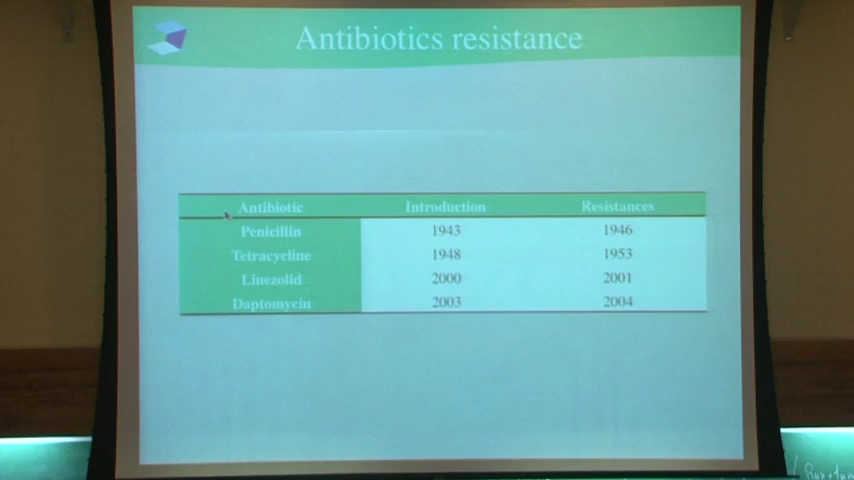 Antibiotics resistance
Antibiotic Introduction Resistances
Penicillin 1943 1946
Tetracycline 1948 1953
Linezolid 2000 2001
Daptomycin 2003 2004